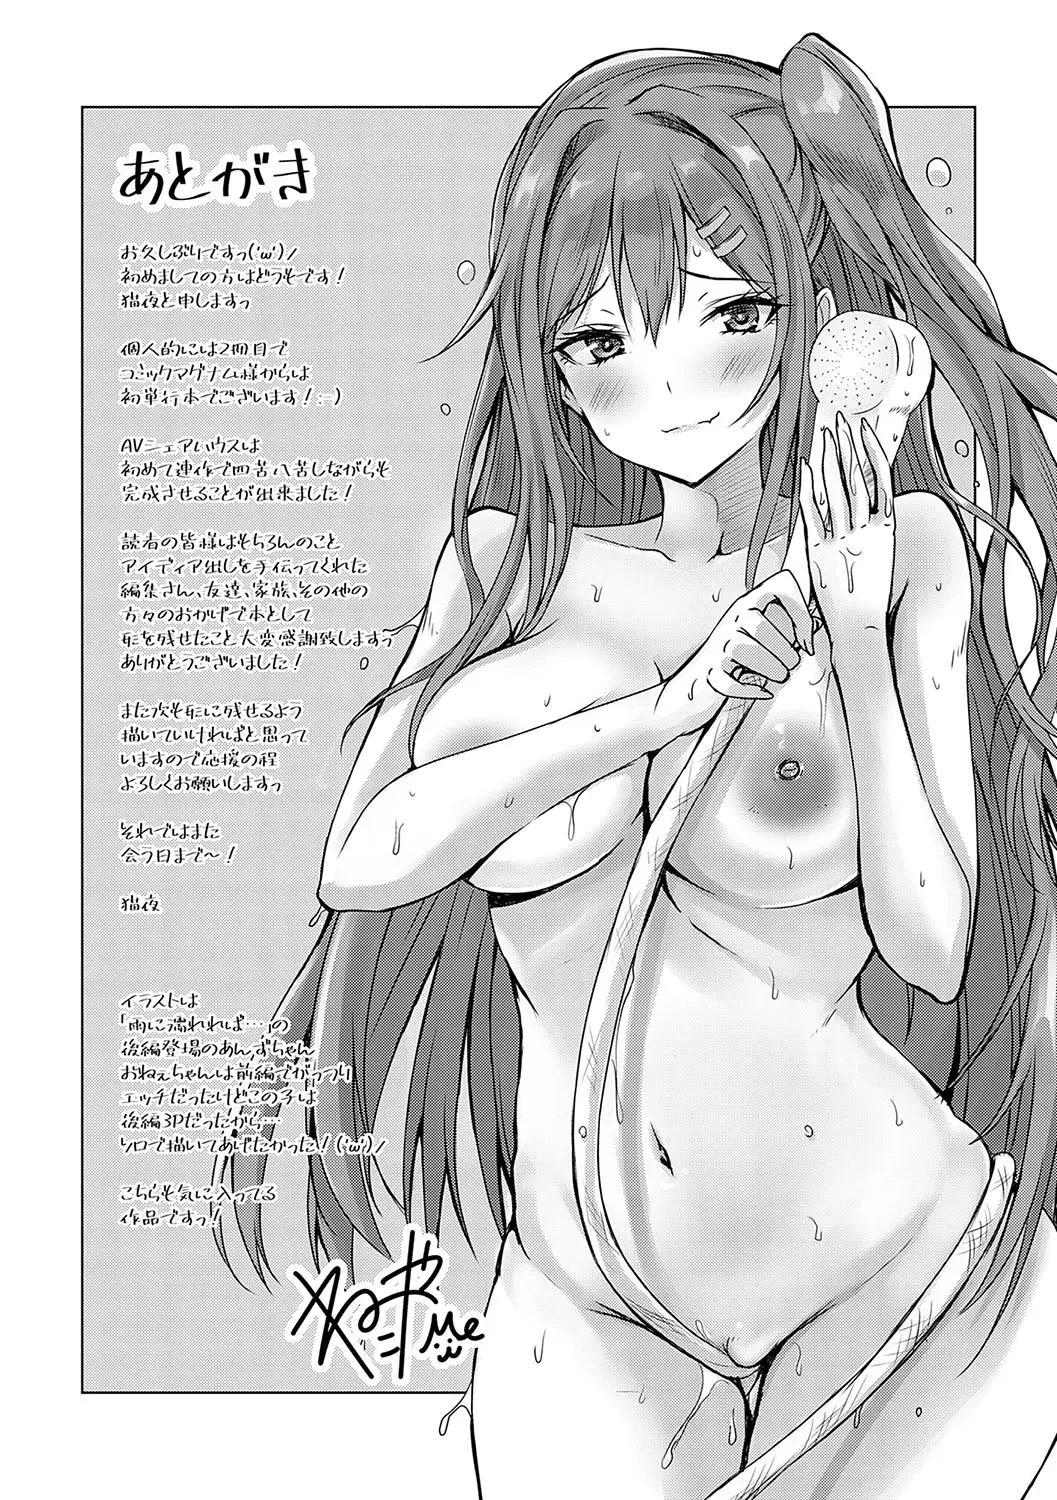 あとがき
お久しぶりですっ('ω')ノ
初めましての方はどうもです!
猫夜と申しますっ
個人的には2冊目で
コミックマグナム様からは
初単行本でございます!:-)
AVシェアハウスは
初めて連作で四苦八苦しながらも
完成させることが出来ました!
読者の皆様はもちろんのこと
アイディア出しを手伝ってくれた
編集さん、友達、家族、その他の
方々のおかげで本として
形を残せたこと大変感謝致しますぅ
ありがとうございました!
また次も形に残せるよう
描いていければと思って
いますので応援の程
よろしくお願いしますっ
それではまた
会う日まで〜!
猫夜
イラストは
「雨に濡れれば…」の
後編登場のあんずちゃん
おねぇちゃんは前編でがっつり
エッチだったけどこの子は
後編3Pだったから…
ソロで描いてあげたかった!('ω')ノ
こちらも気に入ってる
作品ですっ!